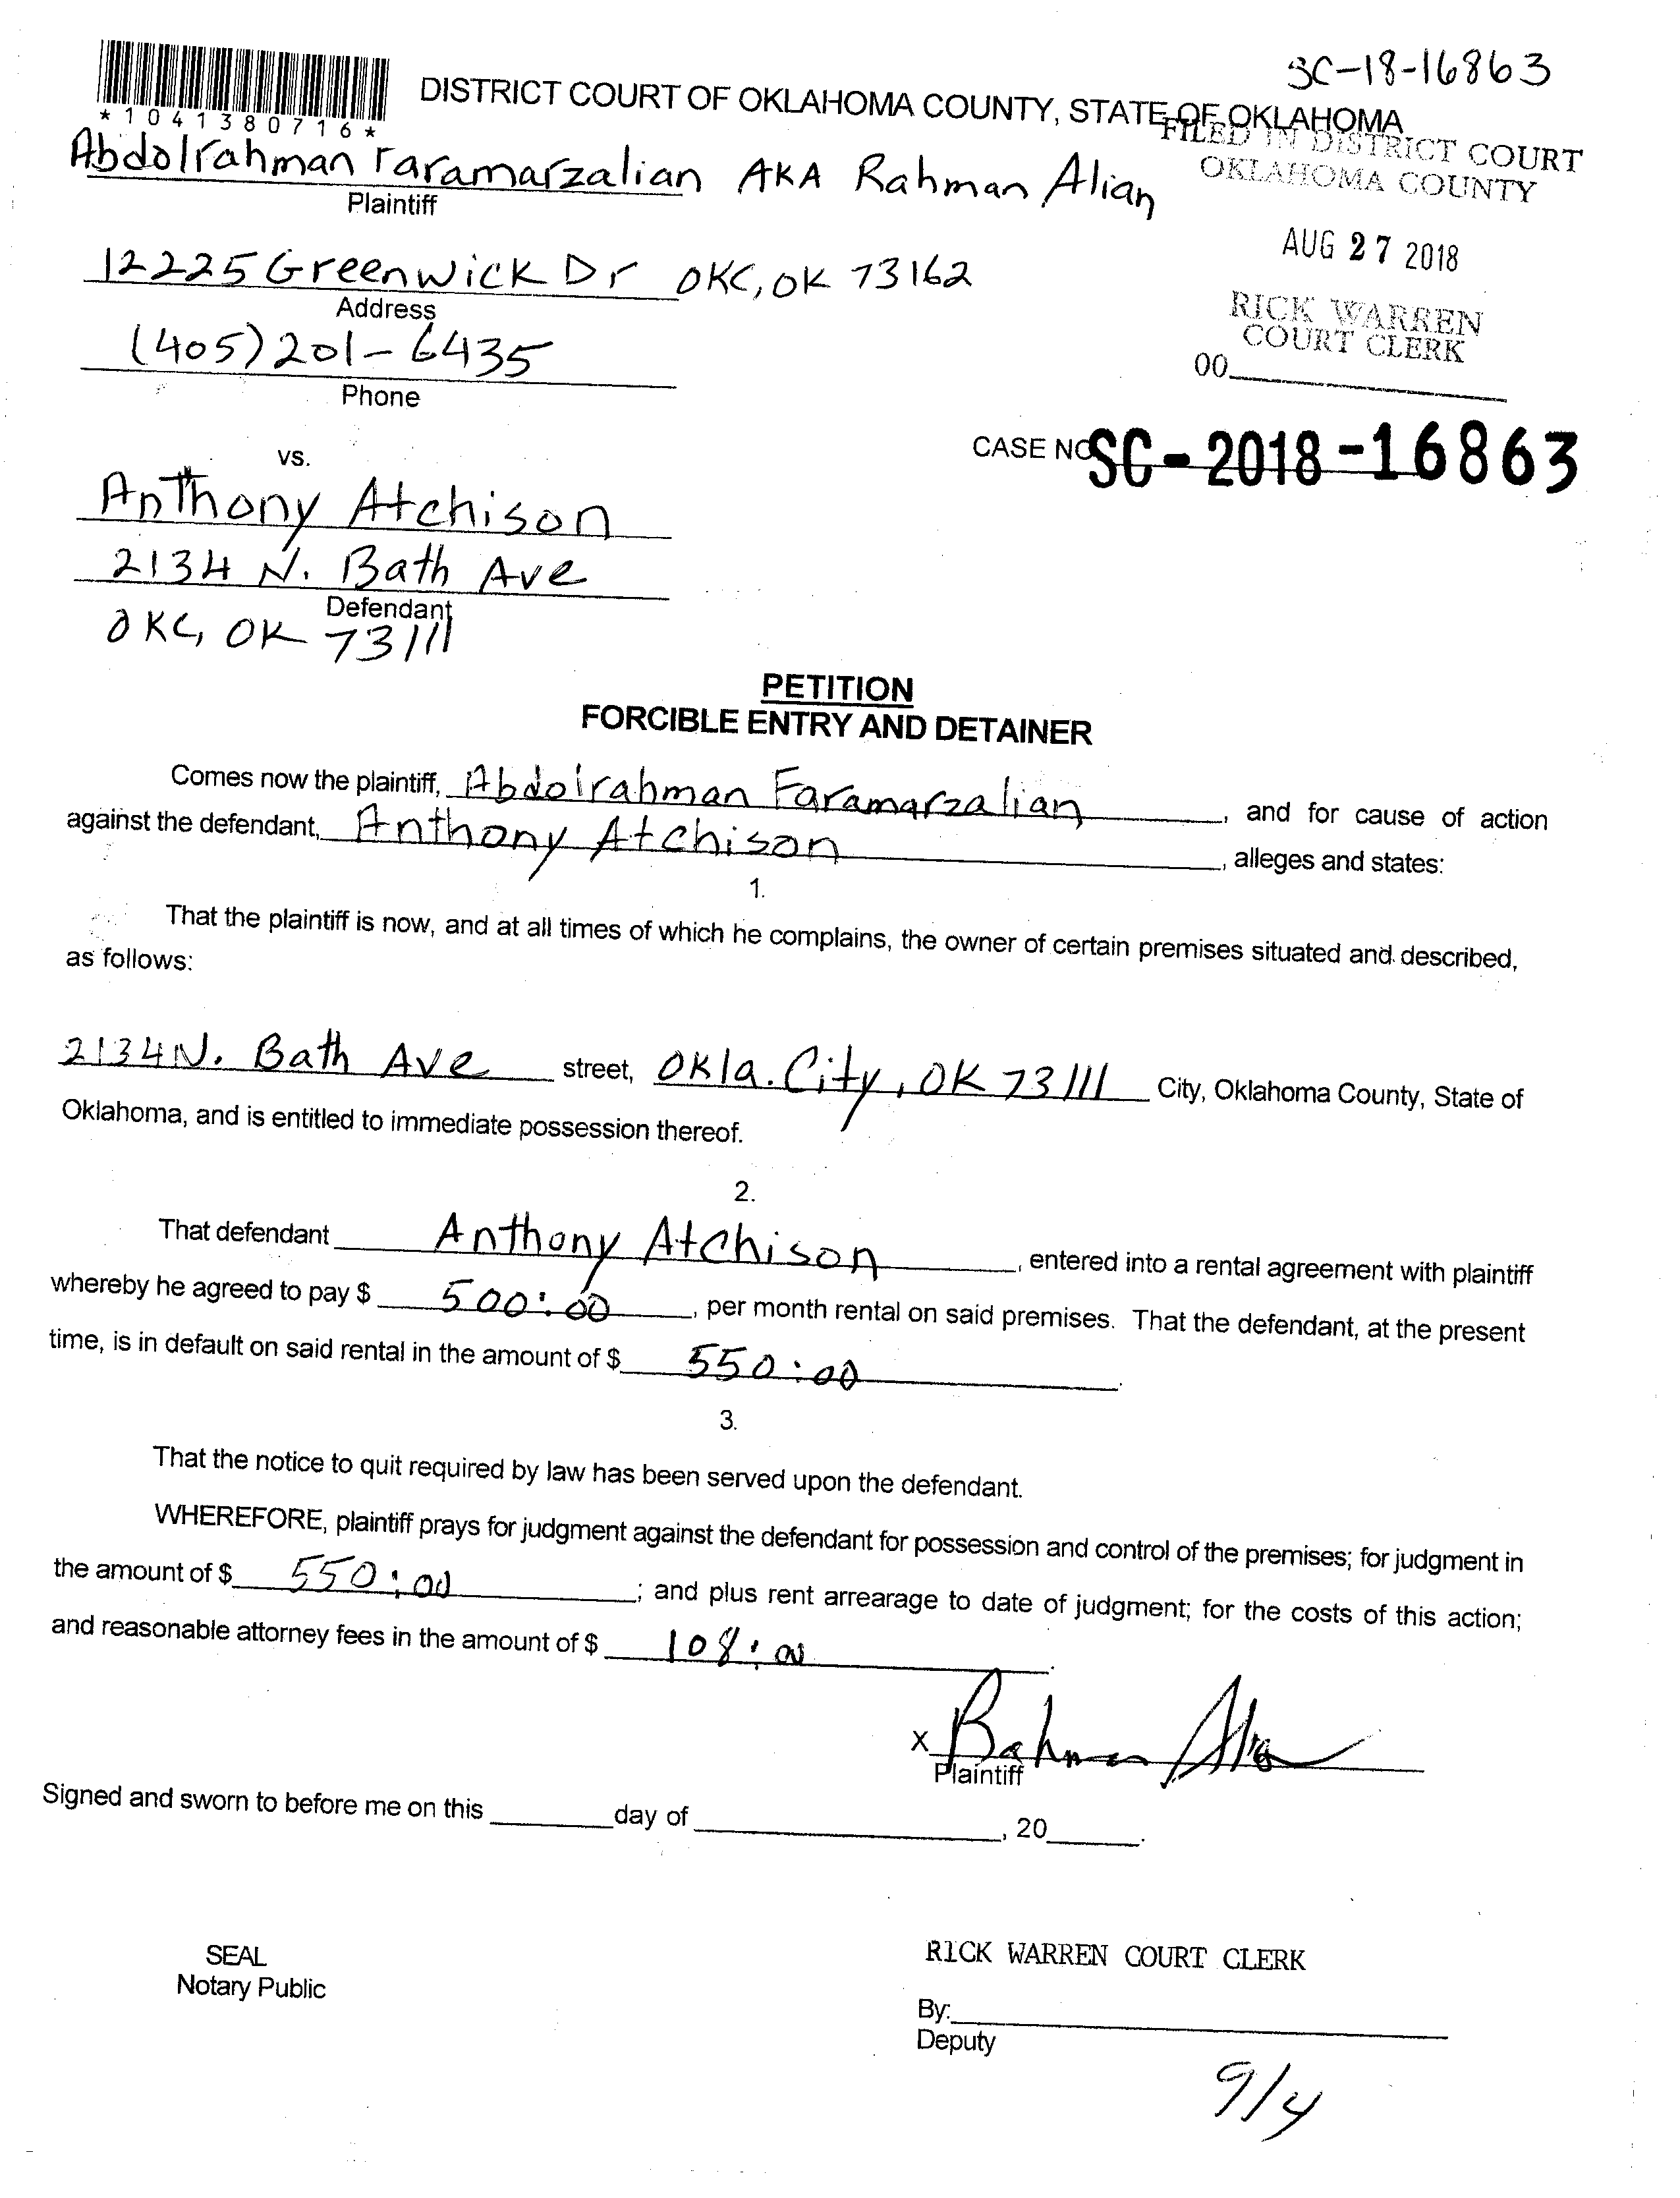 SC-18-16863
DISTRICT COURT OF OKLAHOMA COUNTY, STATE OF OKLAHOMA
*1041380716*
FILED IN DISTRICT COURT
OKLAHOMA COUNTY
Abdolrahman Faramarzalian AKA Rahman Alian
Plaintiff
AUG 27 2018
12225 Greenwick Dr OKC, OK 73162
Address
RICK WARREN
COURT CLERK
(405) 201-6435
00
Phone
CASE NO SC-2018-16863
vs.
Anthony Atchison
2134 N. Bath Ave
Defendant
OKC, OK 73111
PETITION
FORCIBLE ENTRY AND DETAINER
Comes now the plaintiff, Abdolrahman Faramarzalian, and for cause of action
against the defendant, Anthony Atchison, alleges and states:
1.
That the plaintiff is now, and at all times of which he complains, the owner of certain premises situated and described,
as follows:
2134 N. Bath Ave street, Okla. City, OK 73111 City, Oklahoma County, State of
Oklahoma, and is entitled to immediate possession thereof.
2.
That defendant Anthony Atchison, entered into a rental agreement with plaintiff
whereby he agreed to pay $ 500:00, per month rental on said premises. That the defendant, at the present
time, is in default on said rental in the amount of $ 550:00.
3.
That the notice to quit required by law has been served upon the defendant.
WHEREFORE, plaintiff prays for judgment against the defendant for possession and control of the premises; for judgment in
the amount of $ 550:00; and plus rent arrearage to date of judgment; for the costs of this action;
and reasonable attorney fees in the amount of $ 108:00.
X Rahman Alian
Plaintiff
Signed and sworn to before me on this ______ day of ______, 20____.
SEAL
Notary Public
RICK WARREN COURT CLERK
By:
Deputy
9/4